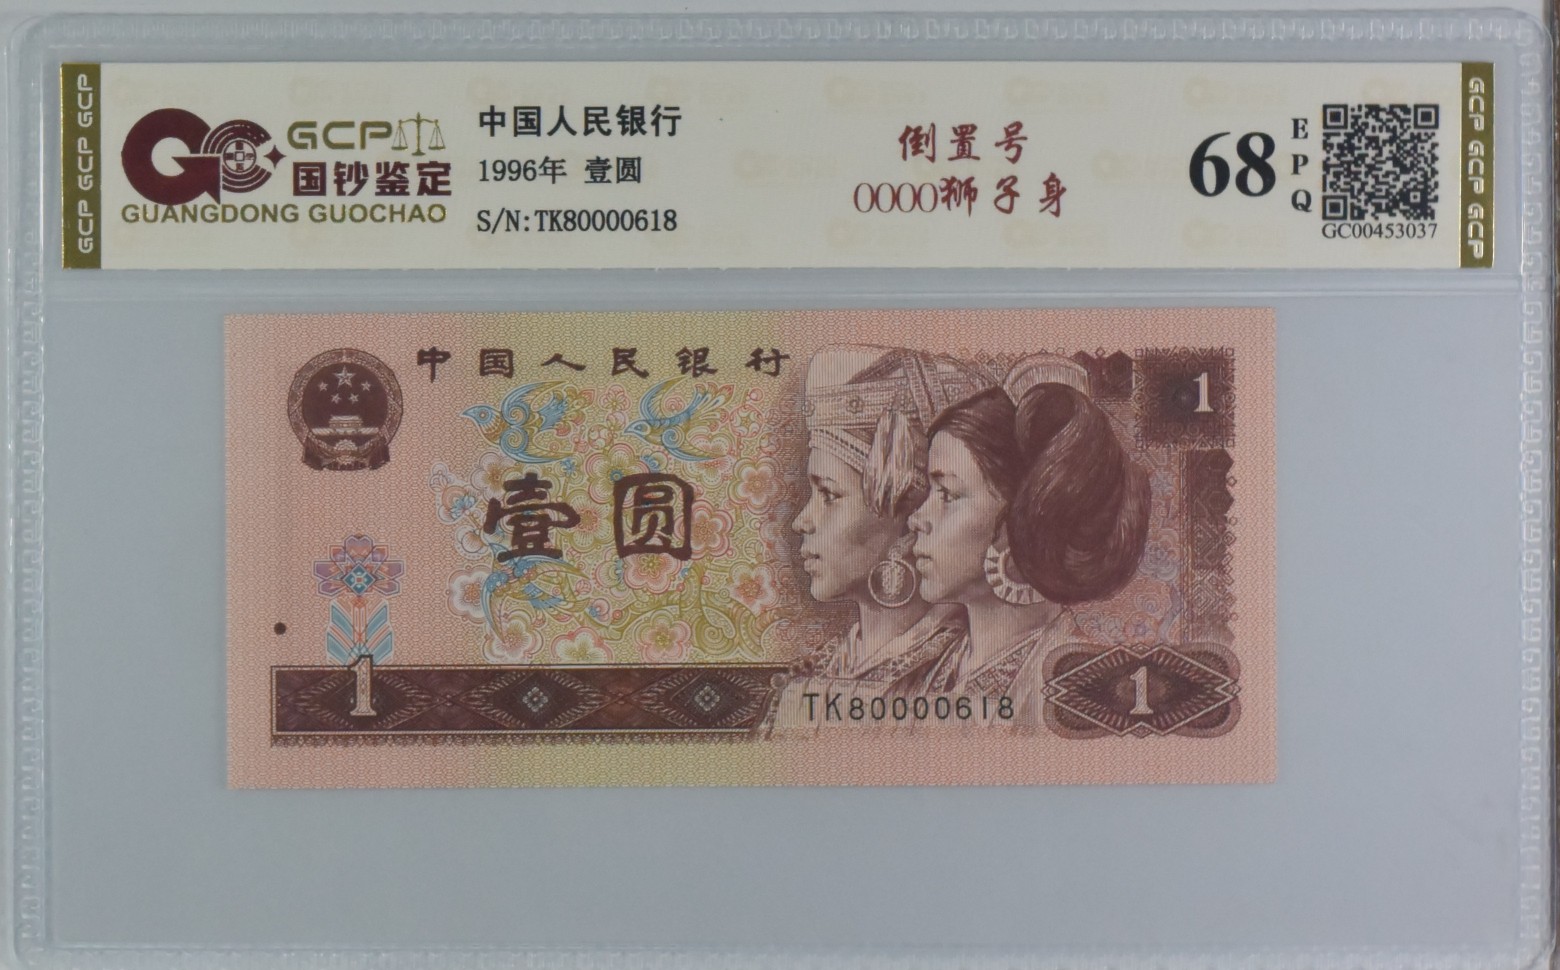 GCP GCP GCP
GCP
国钞鉴定
GUANGDONG GUOCHAO
中国人民银行
1996年 壹圆
S/N:TK80000618
倒置号
0000狮子身
68
EPQ
GC00453037
GCP GCP GCP
中国人民银行
1
壹圆
1
TK80000618
1